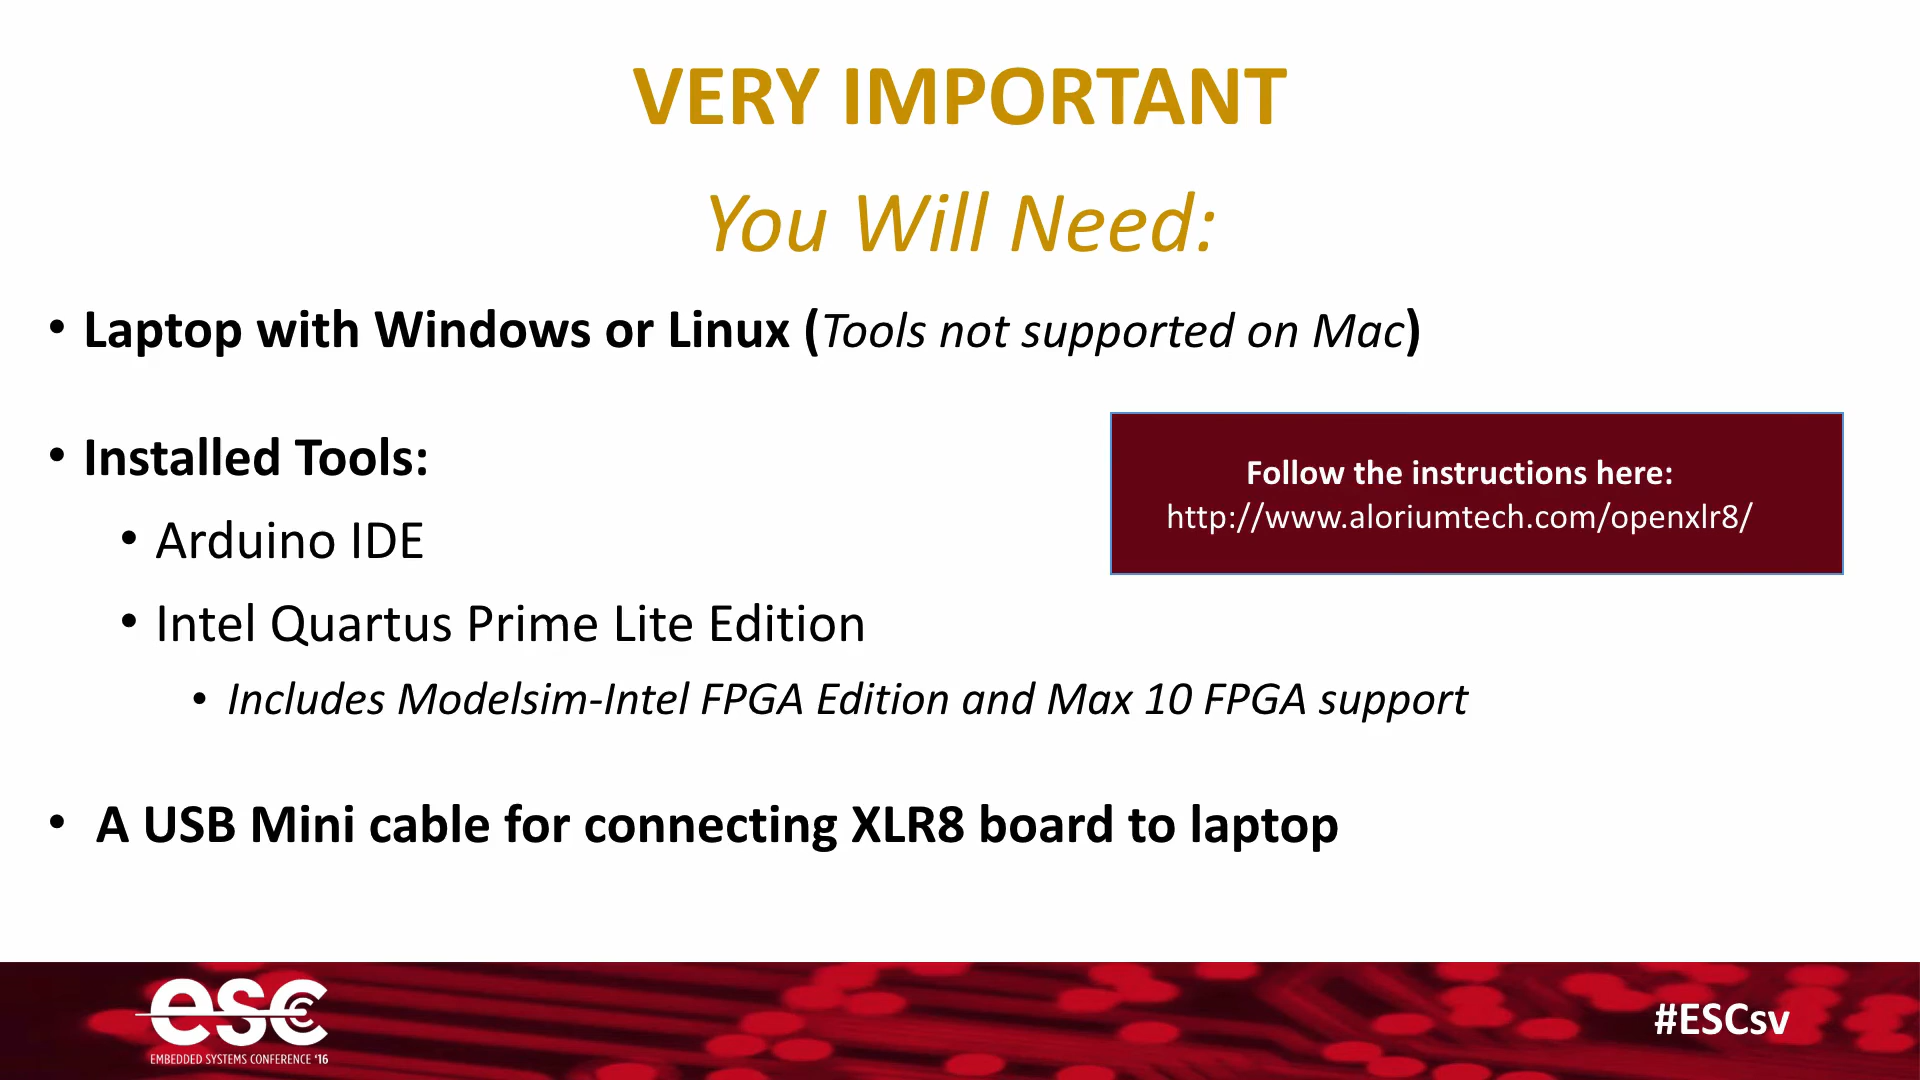 VERY IMPORTANT
You Will Need:
• Laptop with Windows or Linux (Tools not supported on Mac)
• Installed Tools:
• Arduino IDE
• Intel Quartus Prime Lite Edition
• Includes Modelsim-Intel FPGA Edition and Max 10 FPGA support
• A USB Mini cable for connecting XLR8 board to laptop
Follow the instructions here:
http://www.aloriumtech.com/openxlr8/
esc
EMBEDDED SYSTEMS CONFERENCE '16
#ESCsv